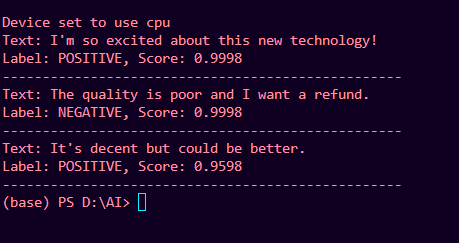 Device set to use cpu
Text: I'm so excited about this new technology!
Label: POSITIVE, Score: 0.9998
--------------------------------------------------
Text: The quality is poor and I want a refund.
Label: NEGATIVE, Score: 0.9998
--------------------------------------------------
Text: It's decent but could be better.
Label: POSITIVE, Score: 0.9598
--------------------------------------------------
(base) PS D:\AI>